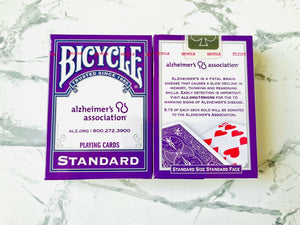 BICYCLE
TRUSTED SINCE 1885
alzheimer's
association
ALZ.ORG | 800.272.3900
PLAYING CARDS
STANDARD
BICYCLE
alzheimer's association
ALZHEIMER'S IS A FATAL BRAIN
DISEASE THAT CAUSES A SLOW DECLINE
IN MEMORY, THINKING AND REASONING
SKILLS. EARLY DETECTION IS IMPORTANT.
VISIT ALZ.ORG/10SIGNS FOR THE 10
WARNING SIGNS OF ALZHEIMER'S DISEASE.
$.15 OF EACH DECK SOLD WILL BE DONATED
TO THE ALZHEIMER'S ASSOCIATION.
STANDARD SIZE STANDARD FACE